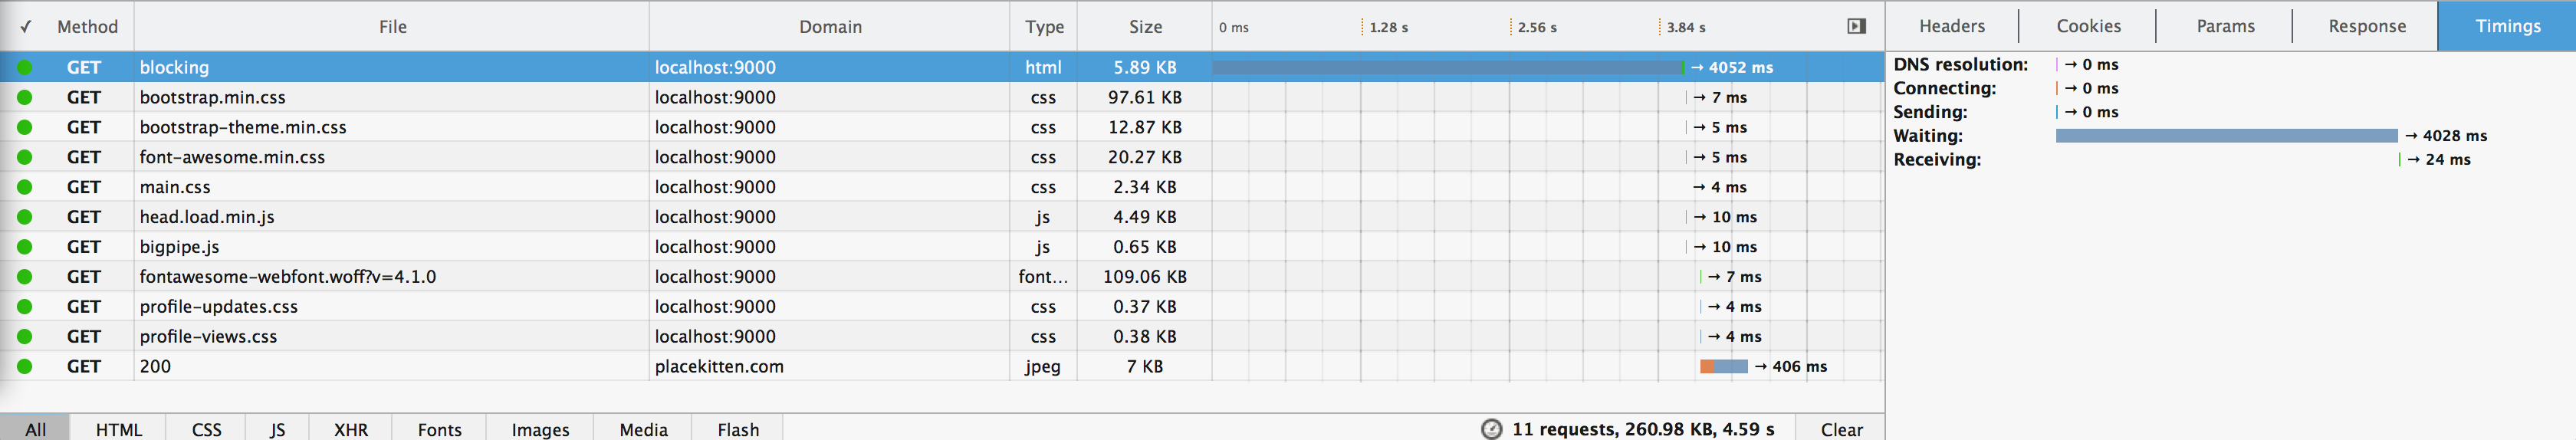 ✓ Method File Domain Type Size 0 ms 1.28 s 2.56 s 3.84 s Headers Cookies Params Response Timings
GET blocking localhost:9000 html 5.89 KB → 4052 ms
GET bootstrap.min.css localhost:9000 css 97.61 KB → 7 ms
GET bootstrap-theme.min.css localhost:9000 css 12.87 KB → 5 ms
GET font-awesome.min.css localhost:9000 css 20.27 KB → 5 ms
GET main.css localhost:9000 css 2.34 KB → 4 ms
GET head.load.min.js localhost:9000 js 4.49 KB → 10 ms
GET bigpipe.js localhost:9000 js 0.65 KB → 10 ms
GET fontawesome-webfont.woff?v=4.1.0 localhost:9000 font... 109.06 KB → 7 ms
GET profile-updates.css localhost:9000 css 0.37 KB → 4 ms
GET profile-views.css localhost:9000 css 0.38 KB → 4 ms
GET 200 placekitten.com jpeg 7 KB → 406 ms
DNS resolution: → 0 ms
Connecting: → 0 ms
Sending: → 0 ms
Waiting: → 4028 ms
Receiving: → 24 ms
All HTML CSS JS XHR Fonts Images Media Flash 11 requests, 260.98 KB, 4.59 s Clear